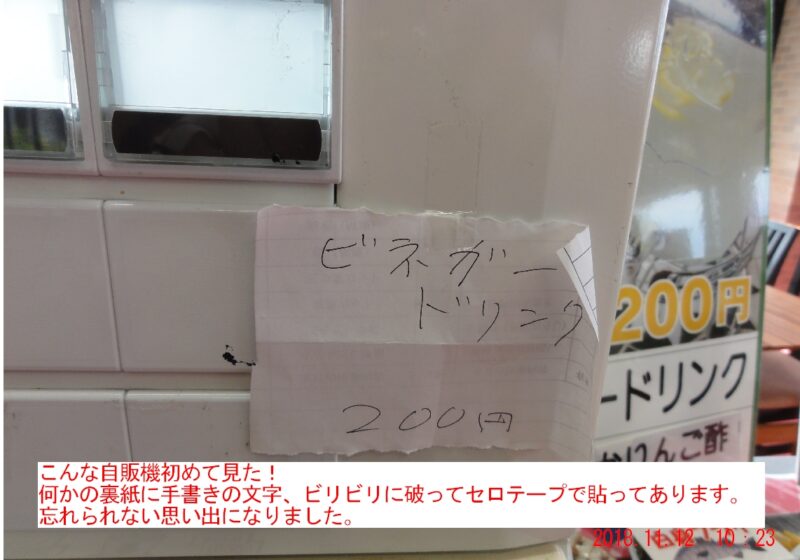 ビネガー
ドリンク
200円
200円
ードリンク
りんご酢
こんな自販機初めて見た！
何かの裏紙に手書きの文字、ビリビリに破ってセロテープで貼ってあります。
忘れられない思い出になりました。
2018 11 12 10:23